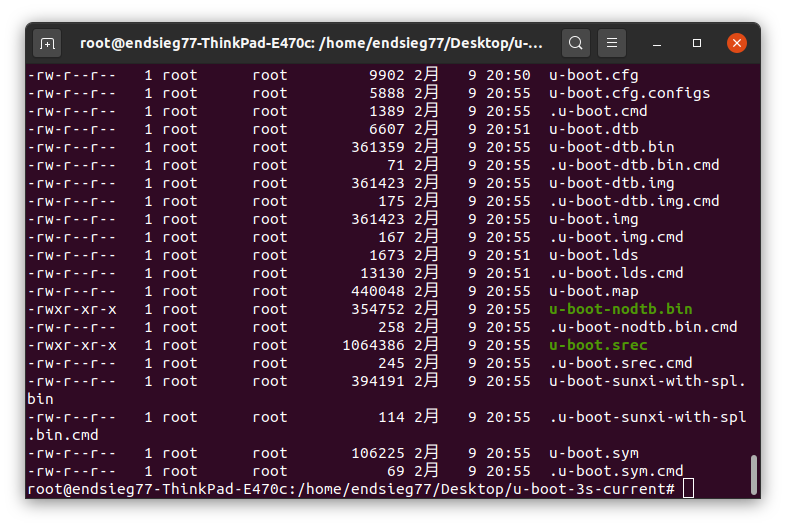 root@endsieg77-ThinkPad-E470c: /home/endsieg77/Desktop/u-...
-rw-r--r-- 1 root root 9902 2月 9 20:50 u-boot.cfg
-rw-r--r-- 1 root root 5888 2月 9 20:55 u-boot.cfg.configs
-rw-r--r-- 1 root root 1389 2月 9 20:55 .u-boot.cmd
-rw-r--r-- 1 root root 6607 2月 9 20:51 u-boot.dtb
-rw-r--r-- 1 root root 361359 2月 9 20:55 u-boot-dtb.bin
-rw-r--r-- 1 root root 71 2月 9 20:55 .u-boot-dtb.bin.cmd
-rw-r--r-- 1 root root 361423 2月 9 20:55 u-boot-dtb.img
-rw-r--r-- 1 root root 175 2月 9 20:55 .u-boot-dtb.img.cmd
-rw-r--r-- 1 root root 361423 2月 9 20:55 u-boot.img
-rw-r--r-- 1 root root 167 2月 9 20:55 .u-boot.img.cmd
-rw-r--r-- 1 root root 1673 2月 9 20:51 u-boot.lds
-rw-r--r-- 1 root root 13130 2月 9 20:51 .u-boot.lds.cmd
-rw-r--r-- 1 root root 440048 2月 9 20:55 u-boot.map
-rwxr-xr-x 1 root root 354752 2月 9 20:55 u-boot-nodtb.bin
-rw-r--r-- 1 root root 258 2月 9 20:55 .u-boot-nodtb.bin.cmd
-rwxr-xr-x 1 root root 1064386 2月 9 20:55 u-boot.srec
-rw-r--r-- 1 root root 245 2月 9 20:55 .u-boot.srec.cmd
-rw-r--r-- 1 root root 394191 2月 9 20:55 u-boot-sunxi-with-spl.
bin
-rw-r--r-- 1 root root 114 2月 9 20:55 .u-boot-sunxi-with-spl
.bin.cmd
-rw-r--r-- 1 root root 106225 2月 9 20:55 u-boot.sym
-rw-r--r-- 1 root root 69 2月 9 20:55 .u-boot.sym.cmd
root@endsieg77-ThinkPad-E470c:/home/endsieg77/Desktop/u-boot-3s-current#